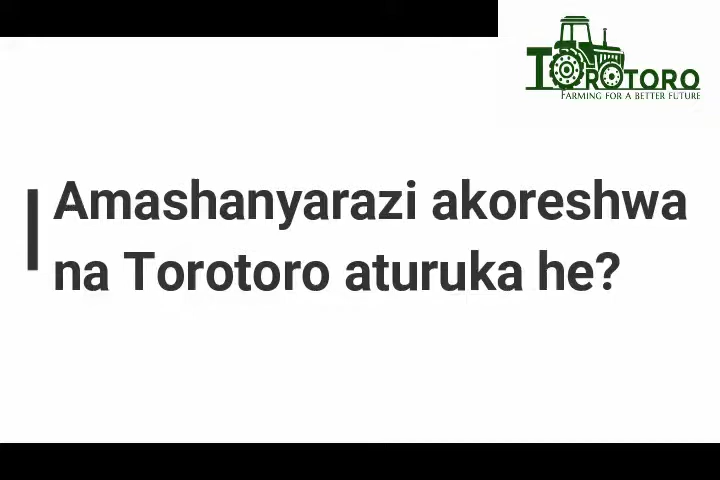 TOROTORO
FARMING FOR A BETTER FUTURE
Amashanyarazi akoreshwa
na Torotoro aturuka he?